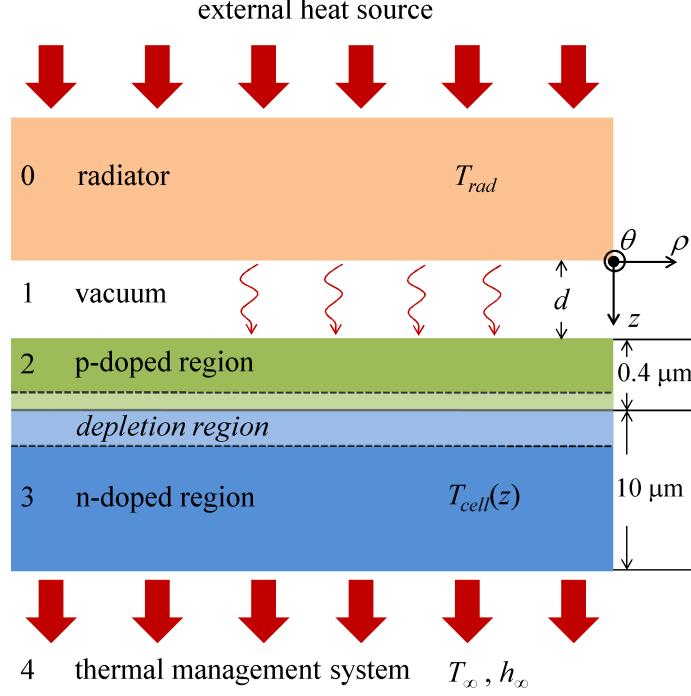 external heat source
0 radiator T_rad
θ ρ
1 vacuum d
z
2 p-doped region
0.4 μm
depletion region
3 n-doped region T_cell(z)
10 μm
4 thermal management system T_∞ , h_∞